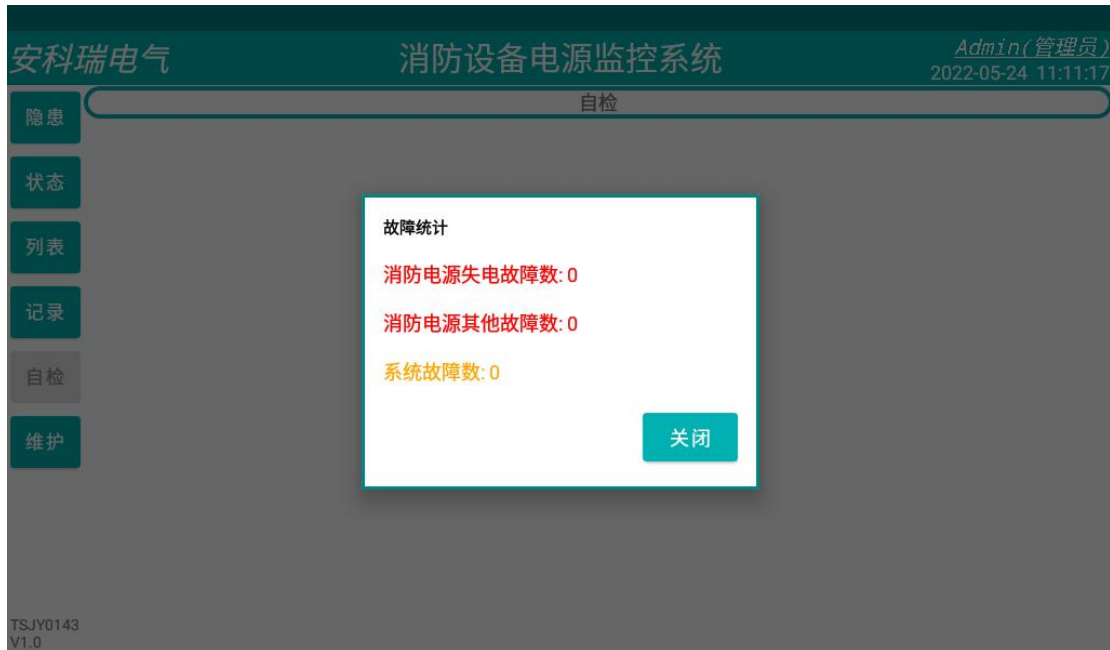 安科瑞电气
消防设备电源监控系统
Admin(管理员)
2022-05-24 11:11:17
自检
隐患
状态
列表
记录
自检
维护
故障统计
消防电源失电故障数: 0
消防电源其他故障数: 0
系统故障数: 0
关闭
TSJY0143
V1.0